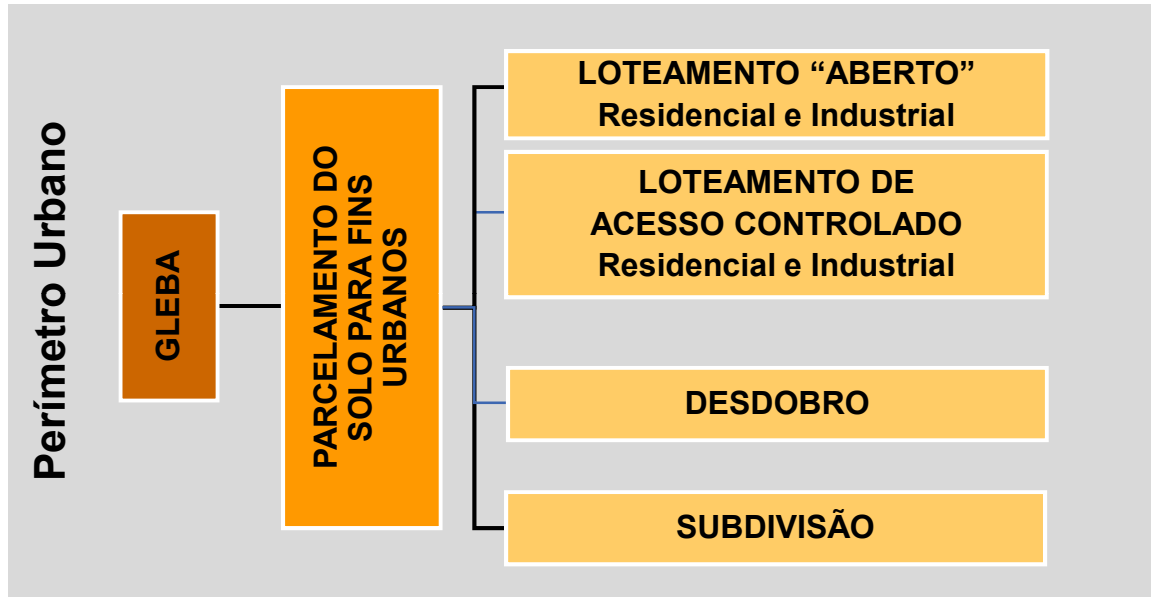 Perímetro Urbano
GLEBA
PARCELAMENTO DO
SOLO PARA FINS
URBANOS
LOTEAMENTO “ABERTO”
Residencial e Industrial
LOTEAMENTO DE
ACESSO CONTROLADO
Residencial e Industrial
DESDOBRO
SUBDIVISÃO